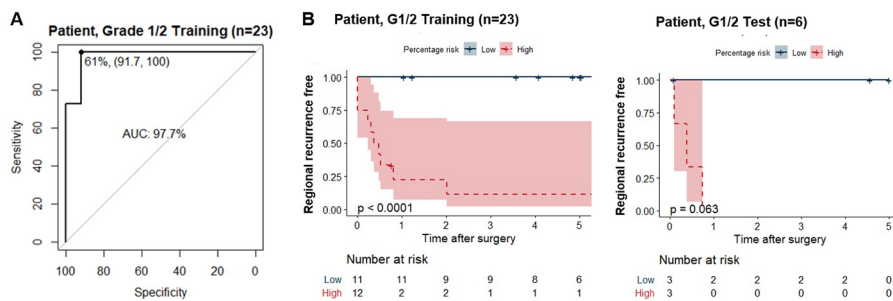 A
Patient, Grade 1/2 Training (n=23)
100
80
60
40
20
0
Sensitivity
61%, (91.7, 100)
AUC: 97.7%
100 80 60 40 20 0
Specificity
B
Patient, G1/2 Training (n=23)
Percentage risk Low High
Regional recurrence free
1.00
0.75
0.50
0.25
0.00
p < 0.0001
0 1 2 3 4 5
Time after surgery
Number at risk
Low 11 11 9 9 8 6
High 12 2 2 1 1 1
Patient, G1/2 Test (n=6)
Percentage risk Low High
Regional recurrence free
1.00
0.75
0.50
0.25
0.00
p = 0.063
0 1 2 3 4 5
Time after surgery
Number at risk
Low 3 2 2 2 2 0
High 3 0 0 0 0 0